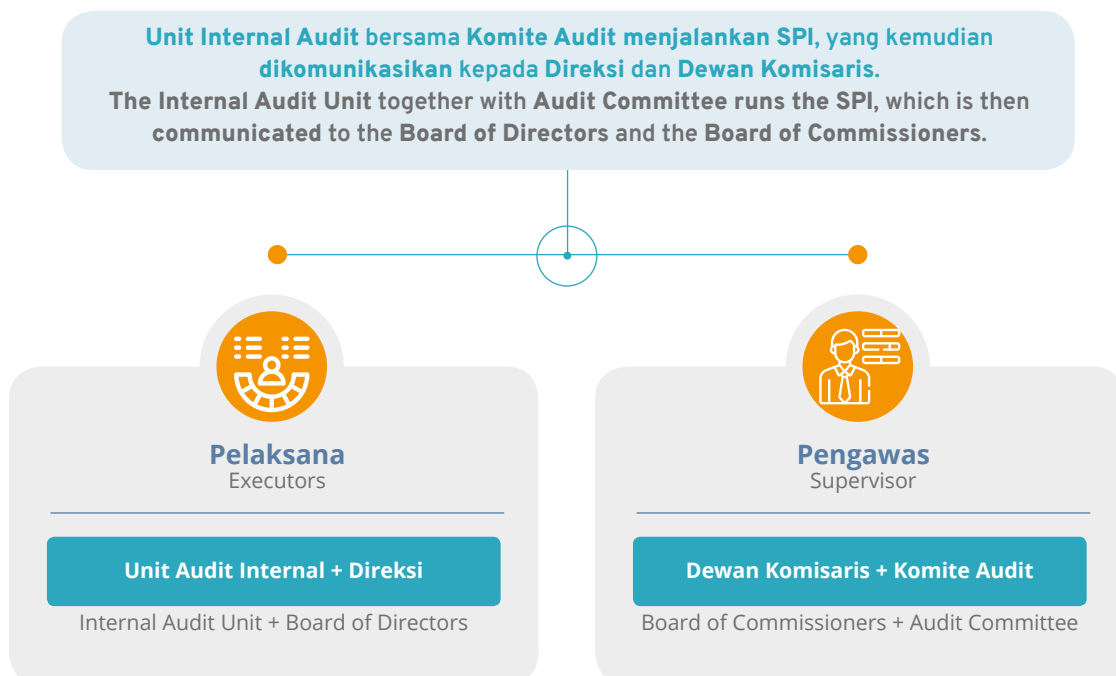 Unit Internal Audit bersama Komite Audit menjalankan SPI, yang kemudian
dikomunikasikan kepada Direksi dan Dewan Komisaris.
The Internal Audit Unit together with Audit Committee runs the SPI, which is then
communicated to the Board of Directors and the Board of Commissioners.
Pelaksana
Executors
Unit Audit Internal + Direksi
Internal Audit Unit + Board of Directors
Pengawas
Supervisor
Dewan Komisaris + Komite Audit
Board of Commissioners + Audit Committee